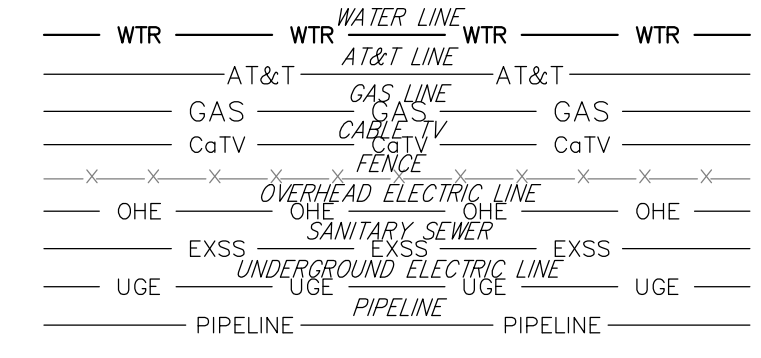 WATER LINE
WTR WTR WTR WTR
AT&T LINE
AT&T AT&T
GAS LINE
GAS GAS GAS
CABLE TV
CaTV CaTV CaTV
FENCE
X X X X X X X X X X X
OVERHEAD ELECTRIC LINE
OHE OHE OHE OHE
SANITARY SEWER
EXSS EXSS EXSS
UNDERGROUND ELECTRIC LINE
UGE UGE UGE UGE
PIPELINE
PIPELINE PIPELINE